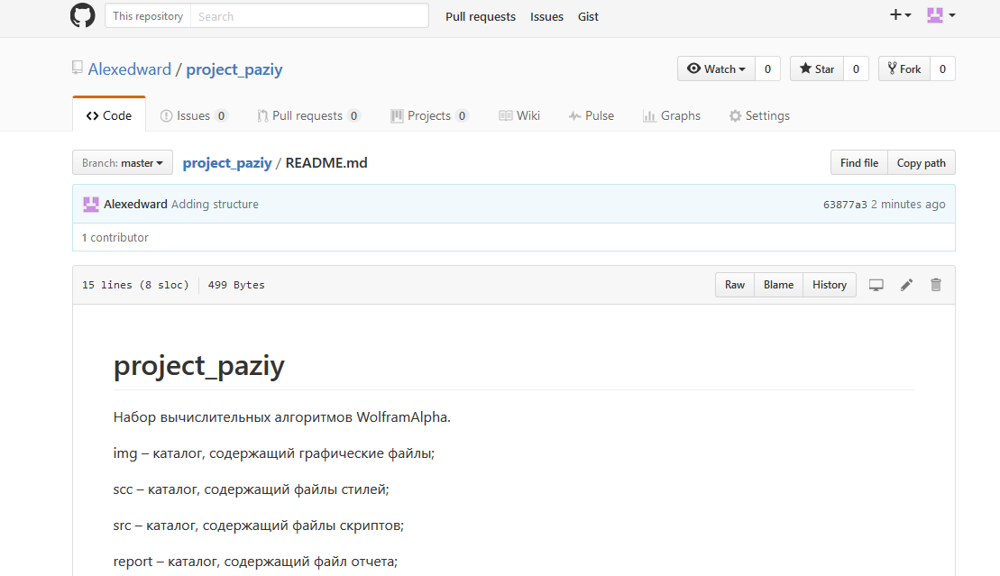 This repository Search Pull requests Issues Gist
Alexedward / project_paziy Watch 0 Star 0 Fork 0
Code Issues 0 Pull requests 0 Projects 0 Wiki Pulse Graphs Settings
Branch: master project_paziy / README.md Find file Copy path
Alexedward Adding structure 63877a3 2 minutes ago
1 contributor
15 lines (8 sloc) 499 Bytes Raw Blame History
project_paziy
Набор вычислительных алгоритмов WolframAlpha.
img – каталог, содержащий графические файлы;
scc – каталог, содержащий файлы стилей;
src – каталог, содержащий файлы скриптов;
report – каталог, содержащий файл отчета;